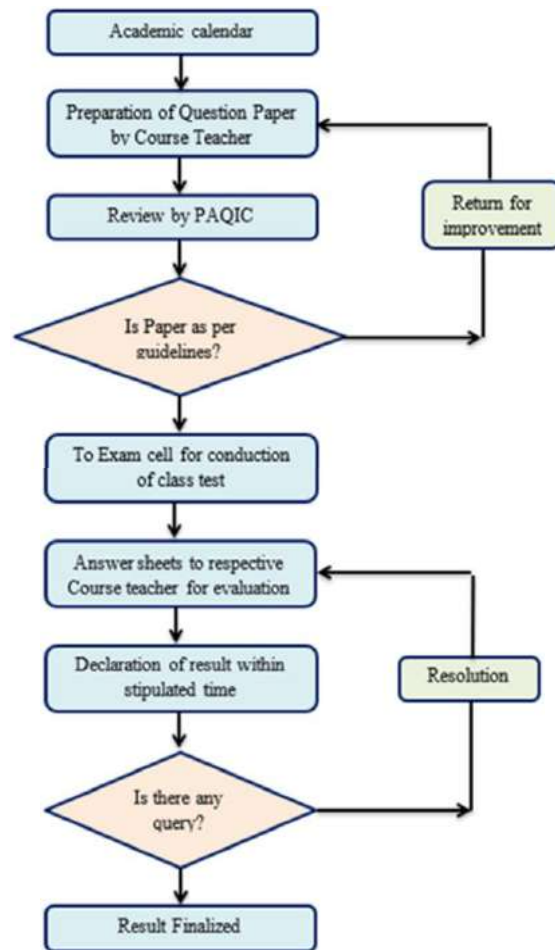 Academic calendar
Preparation of Question Paper
by Course Teacher
Review by PAQIC
Return for
improvement
Is Paper as per
guidelines?
To Exam cell for conduction
of class test
Answer sheets to respective
Course teacher for evaluation
Declaration of result within
stipulated time
Resolution
Is there any
query?
Result Finalized